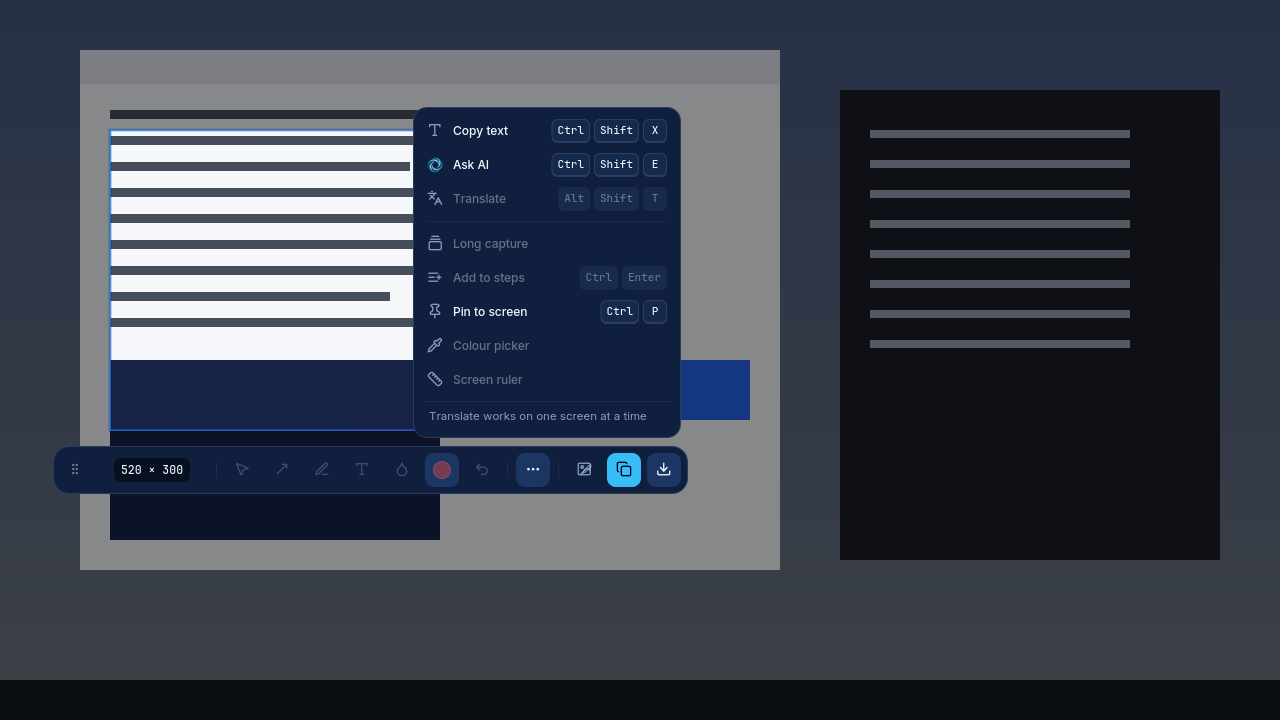 Copy text Ctrl Shift X
Ask AI Ctrl Shift E
Translate Alt Shift T
Long capture
Add to steps Ctrl Enter
Pin to screen Ctrl P
Colour picker
Screen ruler
Translate works on one screen at a time
520 × 300